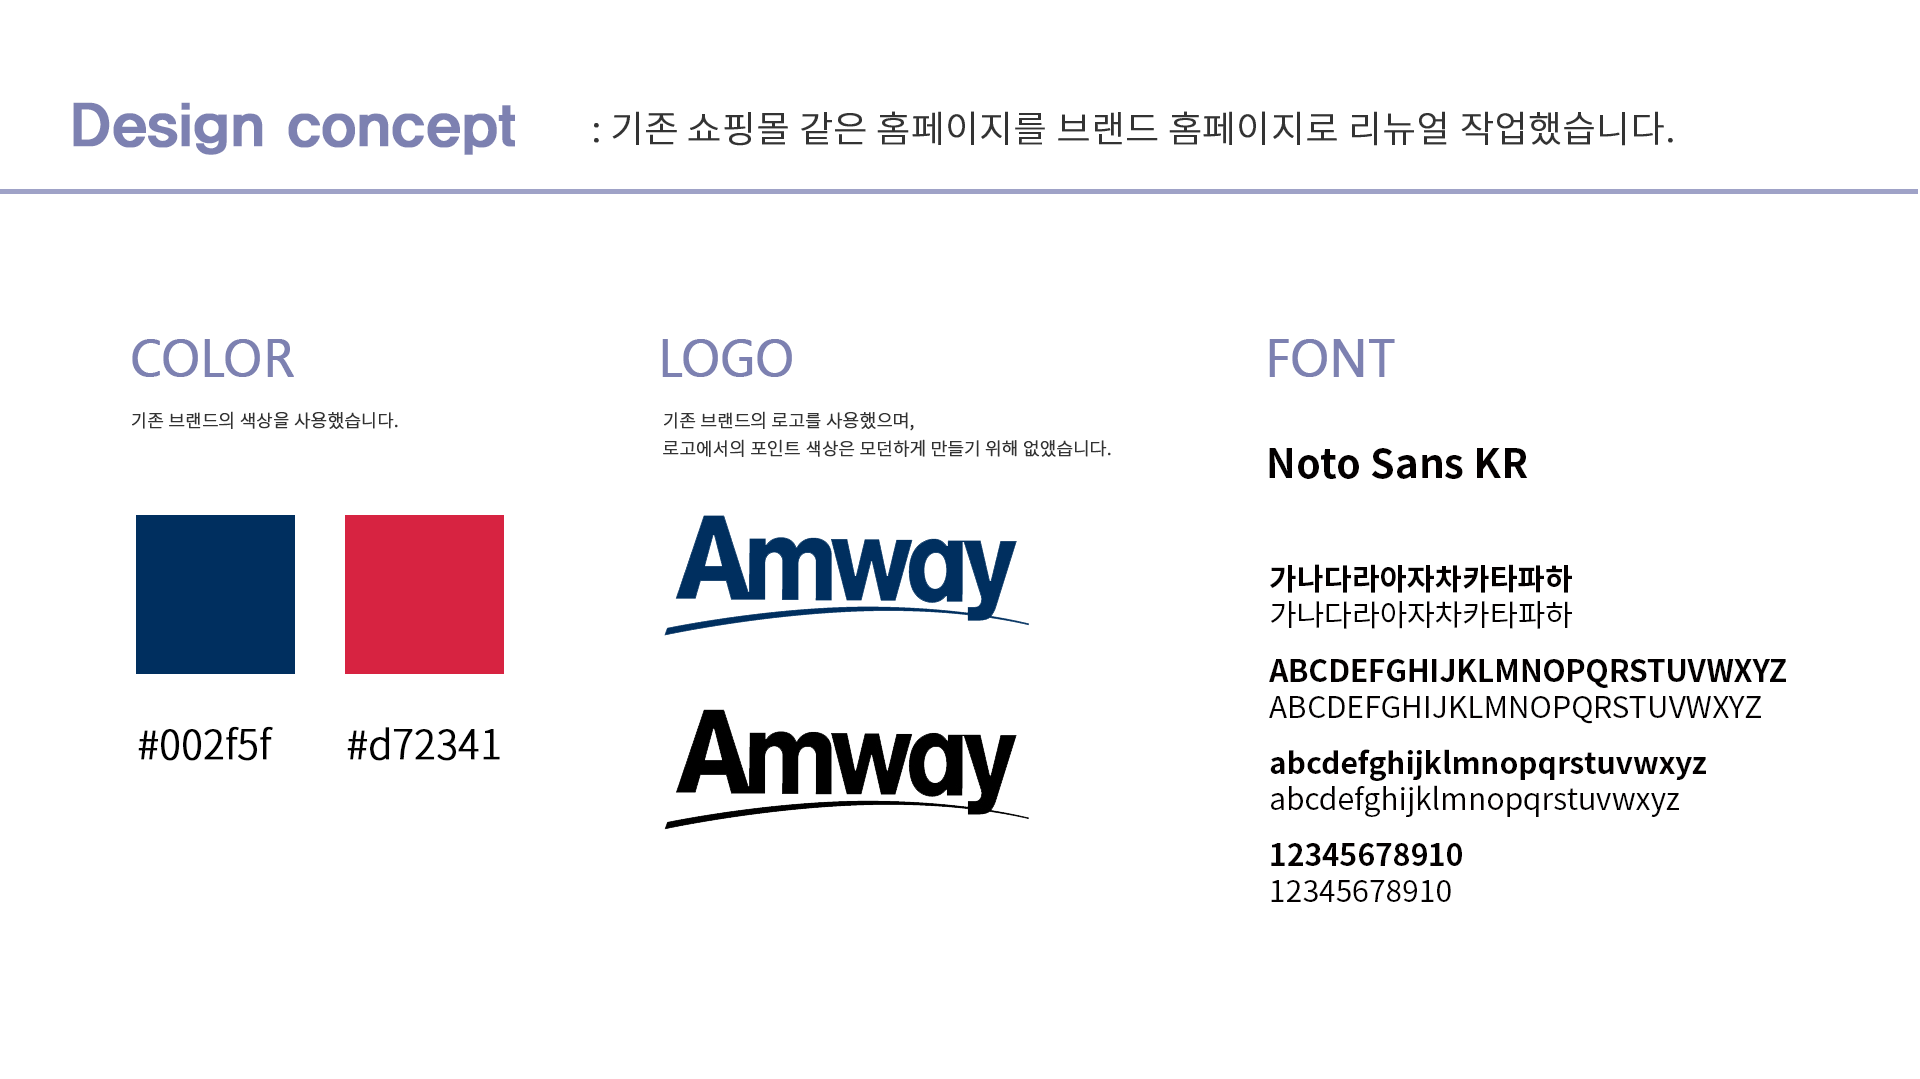 Design concept : 기존 쇼핑몰 같은 홈페이지를 브랜드 홈페이지로 리뉴얼 작업했습니다.
COLOR
기존 브랜드의 색상을 사용했습니다.
#002f5f #d72341
LOGO
기존 브랜드의 로고를 사용했으며,
로고에서의 포인트 색상은 모던하게 만들기 위해 없앴습니다.
Amway
Amway
FONT
Noto Sans KR
가나다라아자차카타파하
가나다라아자차카타파하
ABCDEFGHIJKLMNOPQRSTUVWXYZ
ABCDEFGHIJKLMNOPQRSTUVWXYZ
abcdefghijklmnopqrstuvwxyz
abcdefghijklmnopqrstuvwxyz
12345678910
12345678910